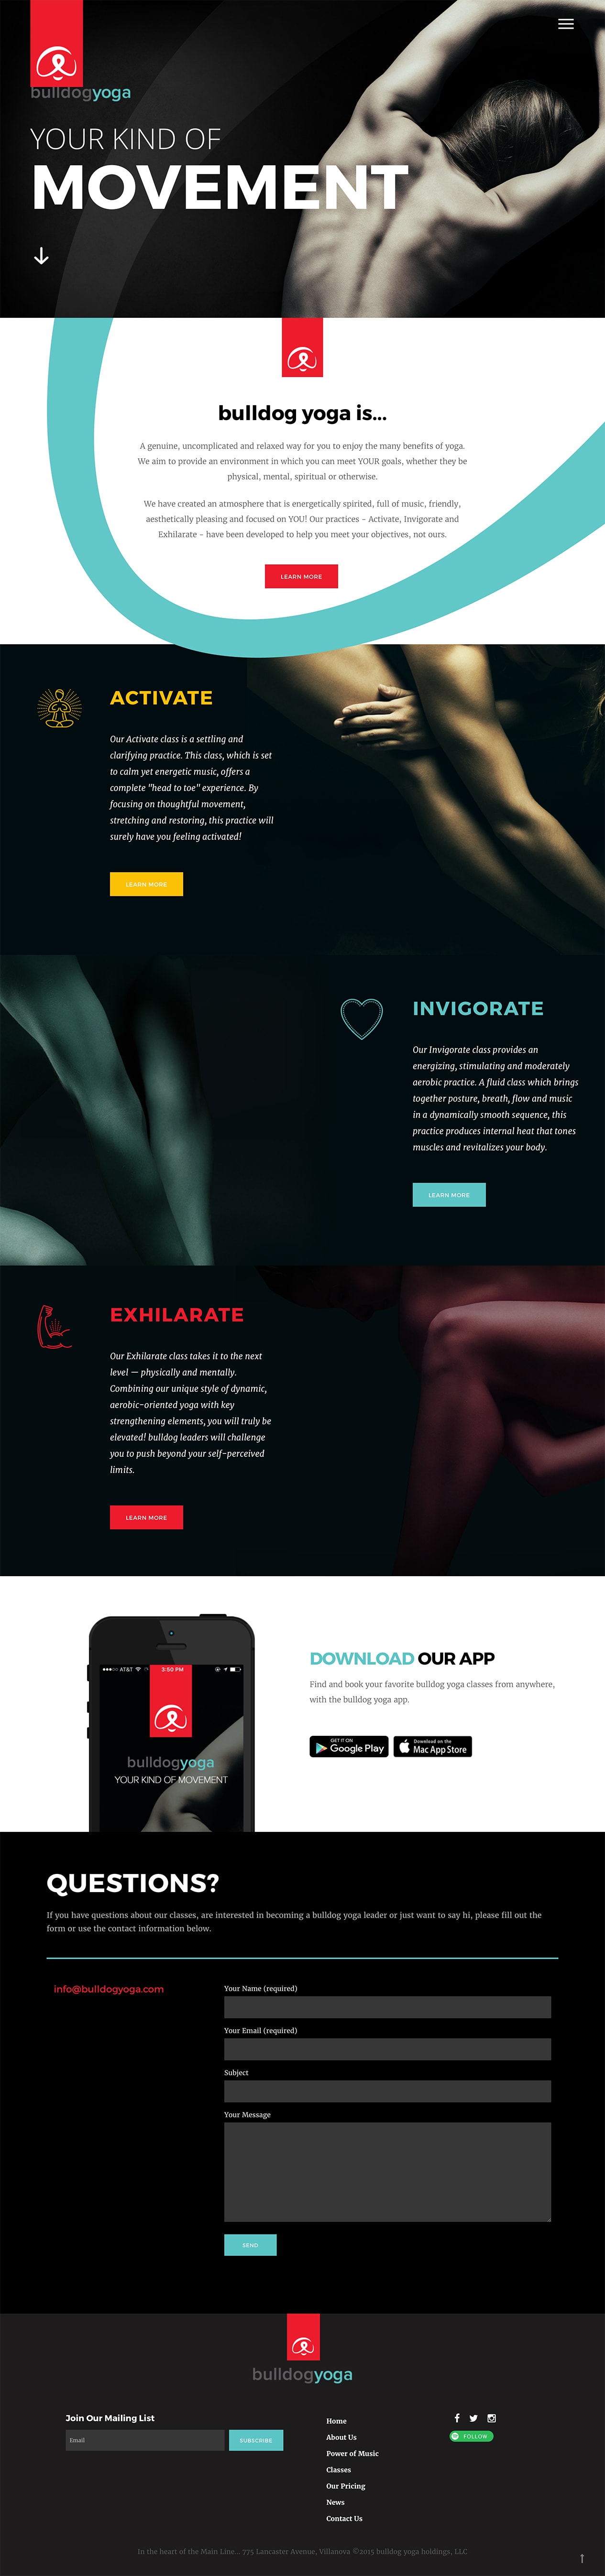 bulldogyoga
YOUR KIND OF
MOVEMENT
bulldog yoga is...
A genuine, uncomplicated and relaxed way for you to enjoy the many benefits of yoga.
We aim to provide an environment in which you can meet YOUR goals, whether they be
physical, mental, spiritual or otherwise.
We have created an atmosphere that is energetically spirited, full of music, friendly,
aesthetically pleasing and focused on YOU! Our practices - Activate, Invigorate and
Exhilarate - have been developed to help you meet your objectives, not ours.
LEARN MORE
ACTIVATE
Our Activate class is a settling and
clarifying practice. This class, which is set
to calm yet energetic music, offers a
complete "head to toe" experience. By
focusing on thoughtful movement,
stretching and restoring, this practice will
surely have you feeling activated!
LEARN MORE
INVIGORATE
Our Invigorate class provides an
energizing, stimulating and moderately
aerobic practice. A fluid class which brings
together posture, breath, flow and music
in a dynamically smooth sequence, this
practice produces internal heat that tones
muscles and revitalizes your body.
LEARN MORE
EXHILARATE
Our Exhilarate class takes it to the next
level — physically and mentally.
Combining our unique style of dynamic,
aerobic-oriented yoga with key
strengthening elements, you will truly be
elevated! bulldog leaders will challenge
you to push beyond your self-perceived
limits.
LEARN MORE
AT&T 3:50 PM
bulldogyoga
YOUR KIND OF MOVEMENT
DOWNLOAD OUR APP
Find and book your favorite bulldog yoga classes from anywhere,
with the bulldog yoga app.
GET IT ON
Google Play
Download on the
Mac App Store
QUESTIONS?
If you have questions about our classes, are interested in becoming a bulldog yoga leader or just want to say hi, please fill out the
form or use the contact information below.
info@bulldogyoga.com
Your Name (required)
Your Email (required)
Subject
Your Message
SEND
bulldogyoga
Join Our Mailing List
Email
SUBSCRIBE
Home
About Us
Power of Music
Classes
Our Pricing
News
Contact Us
FOLLOW
In the heart of the Main Line... 775 Lancaster Avenue, Villanova ©2015 bulldog yoga holdings, LLC